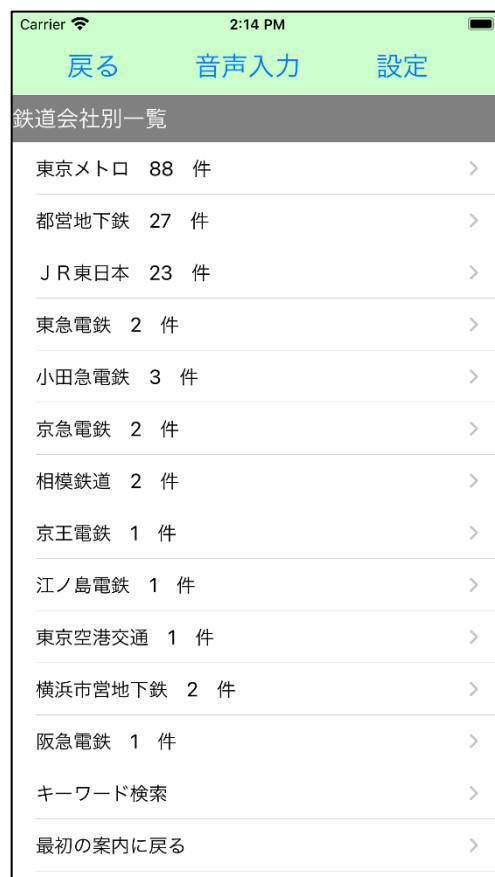 Carrier 2:14 PM
戻る 音声入力 設定
鉄道会社別一覧
東京メトロ 88 件
都営地下鉄 27 件
ＪＲ東日本 23 件
東急電鉄 2 件
小田急電鉄 3 件
京急電鉄 2 件
相模鉄道 2 件
京王電鉄 1 件
江ノ島電鉄 1 件
東京空港交通 1 件
横浜市営地下鉄 2 件
阪急電鉄 1 件
キーワード検索
最初の案内に戻る